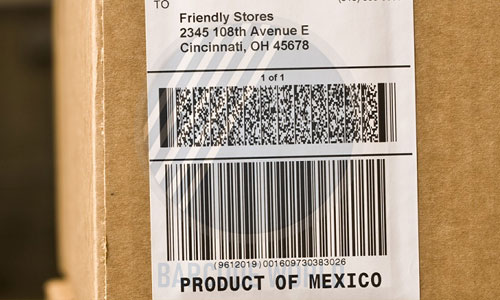 TO
Friendly Stores
2345 108th Avenue E
Cincinnati, OH 45678
1 of 1
(9612019) 001609730383026
PRODUCT OF MEXICO